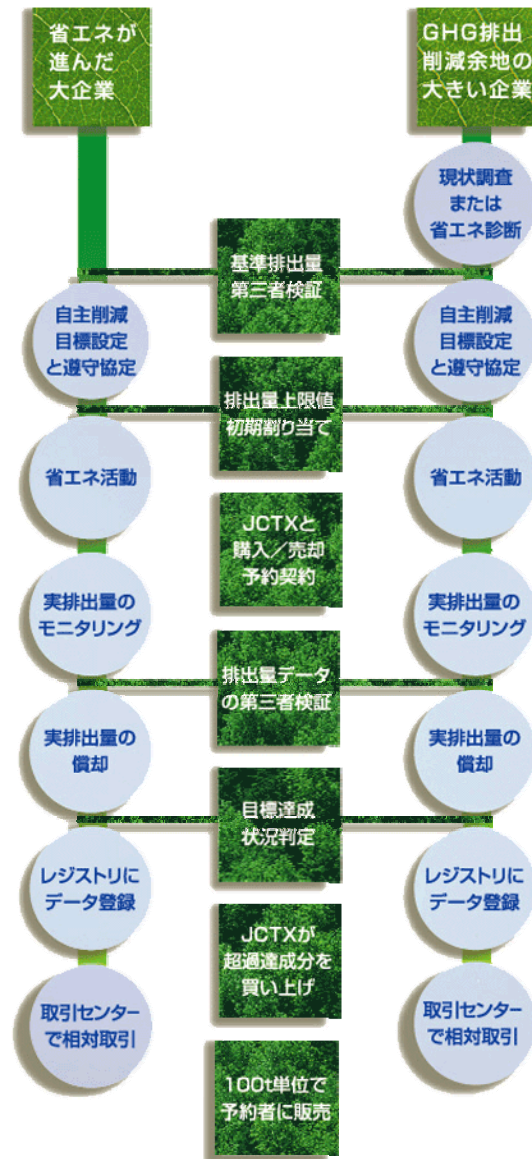 省エネが
進んだ
大企業
GHG排出
削減余地の
大きい企業
現状調査
または
省エネ診断
基準排出量
第三者検証
自主削減
目標設定
と遵守協定
自主削減
目標設定
と遵守協定
排出量上限値
初期割り当て
省エネ活動
省エネ活動
JCTXと
購入／売却
予約契約
実排出量の
モニタリング
実排出量の
モニタリング
排出量データ
の第三者検証
実排出量の
償却
実排出量の
償却
目標達成
状況判定
レジストリに
データ登録
レジストリに
データ登録
JCTXが
超過達成分を
買い上げ
取引センター
で相対取引
取引センター
で相対取引
100t単位で
予約者に販売